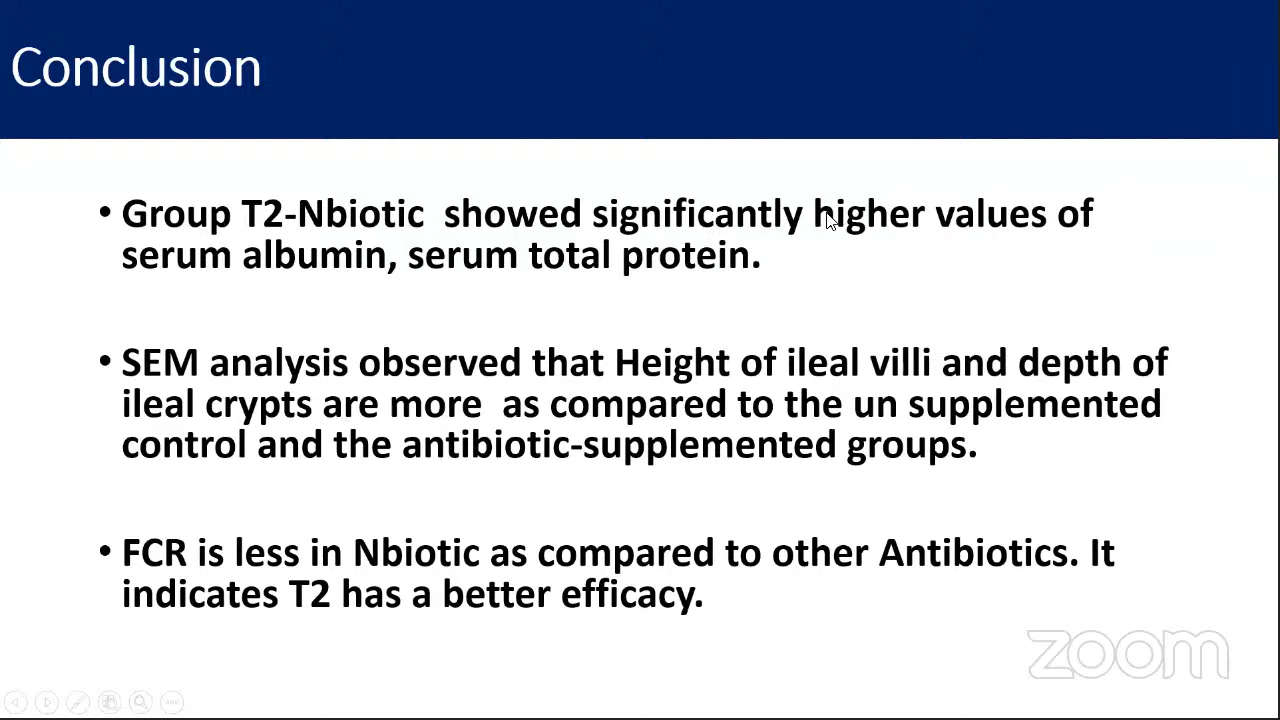 Conclusion
• Group T2-Nbiotic  showed significantly higher values of
serum albumin, serum total protein.
• SEM analysis observed that Height of ileal villi and depth of
ileal crypts are more  as compared to the un supplemented
control and the antibiotic-supplemented groups.
• FCR is less in Nbiotic as compared to other Antibiotics. It
indicates T2 has a better efficacy.
zoom